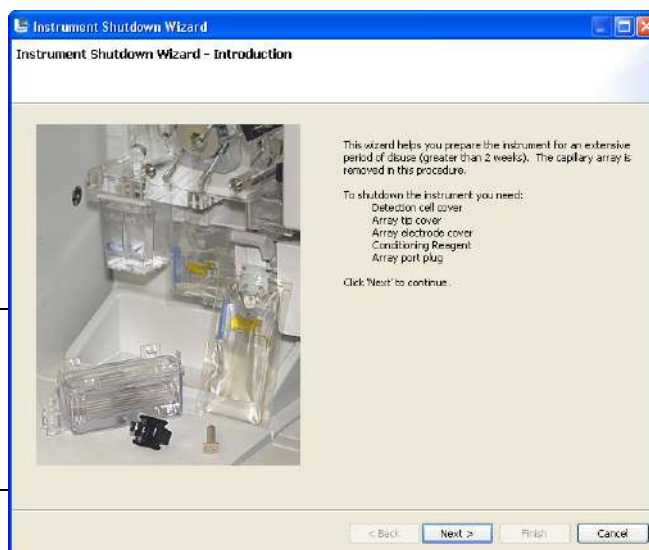 Instrument Shutdown Wizard
Instrument Shutdown Wizard - Introduction
This wizard helps you prepare the instrument for an extensive
period of disuse (greater than 2 weeks). The capillary array is
removed in this procedure.
To shutdown the instrument you need:
Detection cell cover
Array tip cover
Array electrode cover
Conditioning Reagent
Array port plug
Click 'Next' to continue.
< Back
Next >
Finish
Cancel